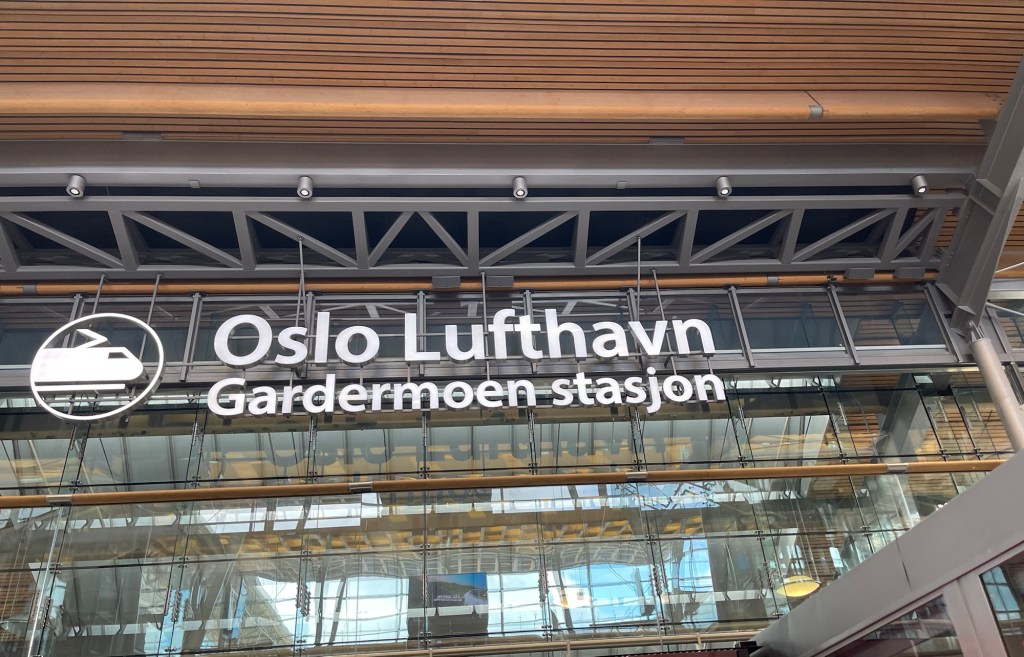 Oslo Lufthavn
Gardermoen stasjon